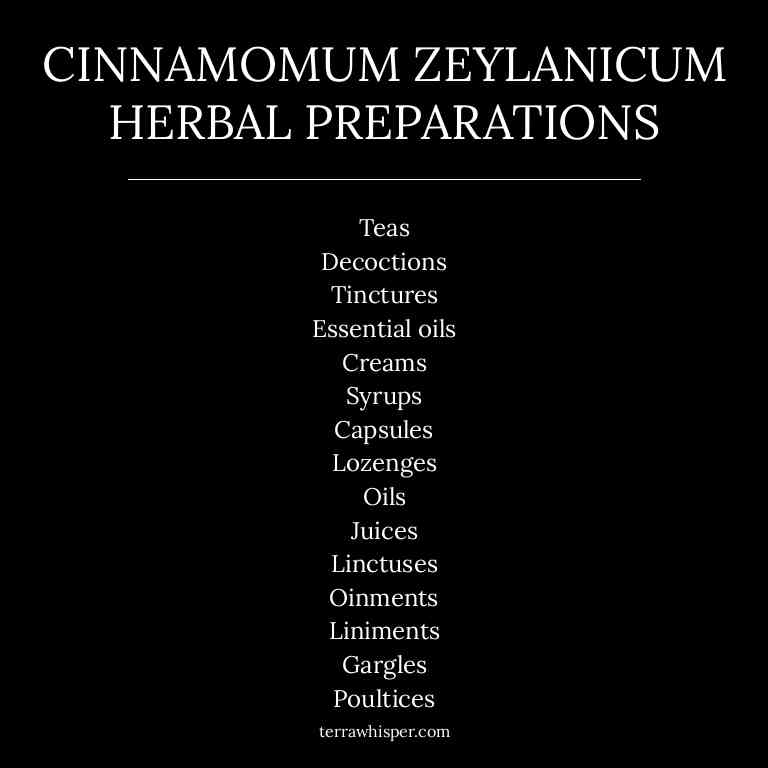 CINNAMOMUM ZEYLANICUM
HERBAL PREPARATIONS
Teas
Decoctions
Tinctures
Essential oils
Creams
Syrups
Capsules
Lozenges
Oils
Juices
Linctuses
Oinments
Liniments
Gargles
Poultices
terrawhisper.com